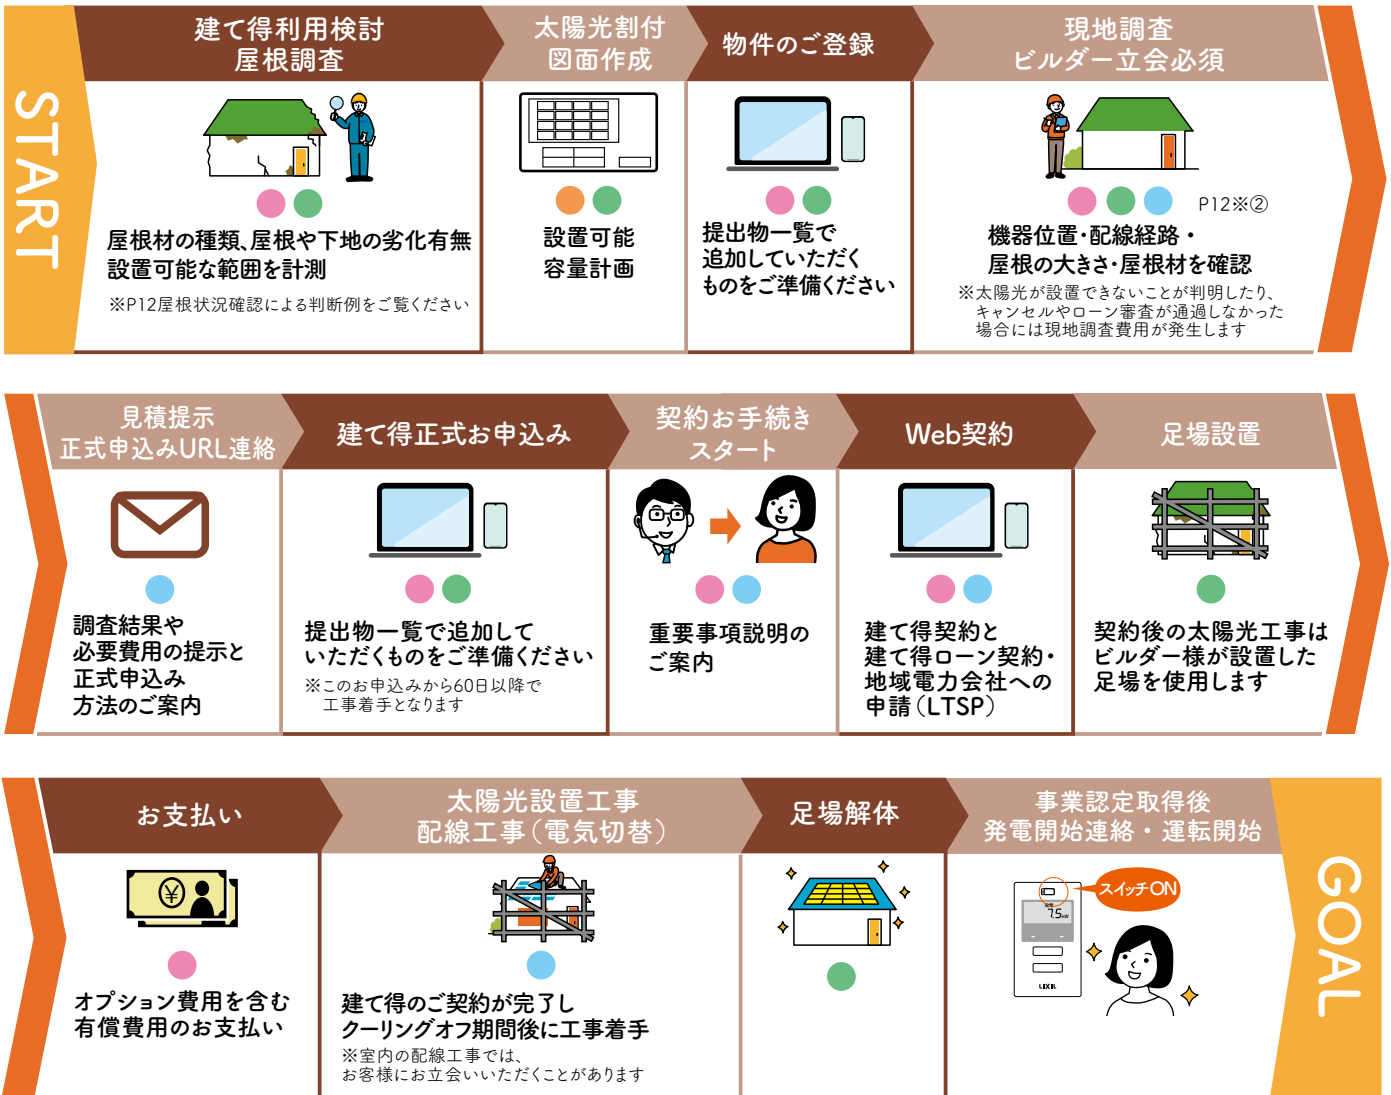 START
建て得利用検討
屋根調査
屋根材の種類、屋根や下地の劣化有無
設置可能な範囲を計測
※P12屋根状況確認による判断例をご覧ください
太陽光割付
図面作成
設置可能
容量計画
物件のご登録
提出物一覧で
追加していただく
ものをご準備ください
現地調査
ビルダー立会必須
P12※②
機器位置・配線経路・
屋根の大きさ・屋根材を確認
※太陽光が設置できないことが判明したり、
キャンセルやローン審査が通過しなかった
場合には現地調査費用が発生します
見積提示
正式申込みURL連絡
調査結果や
必要費用の提示と
正式申込み
方法のご案内
建て得正式お申込み
提出物一覧で追加して
いただくものをご準備ください
※このお申込みから60日以降で
工事着手となります
契約お手続き
スタート
重要事項説明の
ご案内
Web契約
建て得契約と
建て得ローン契約・
地域電力会社への
申請（LTSP）
足場設置
契約後の太陽光工事は
ビルダー様が設置した
足場を使用します
お支払い
¥
オプション費用を含む
有償費用のお支払い
太陽光設置工事
配線工事（電気切替）
建て得のご契約が完了し
クーリングオフ期間後に工事着手
※室内の配線工事では、
お客様にお立会いいただくことがあります
足場解体
事業認定取得後
発電開始連絡・運転開始
スイッチON
7.5kW
LIXIL
GOAL